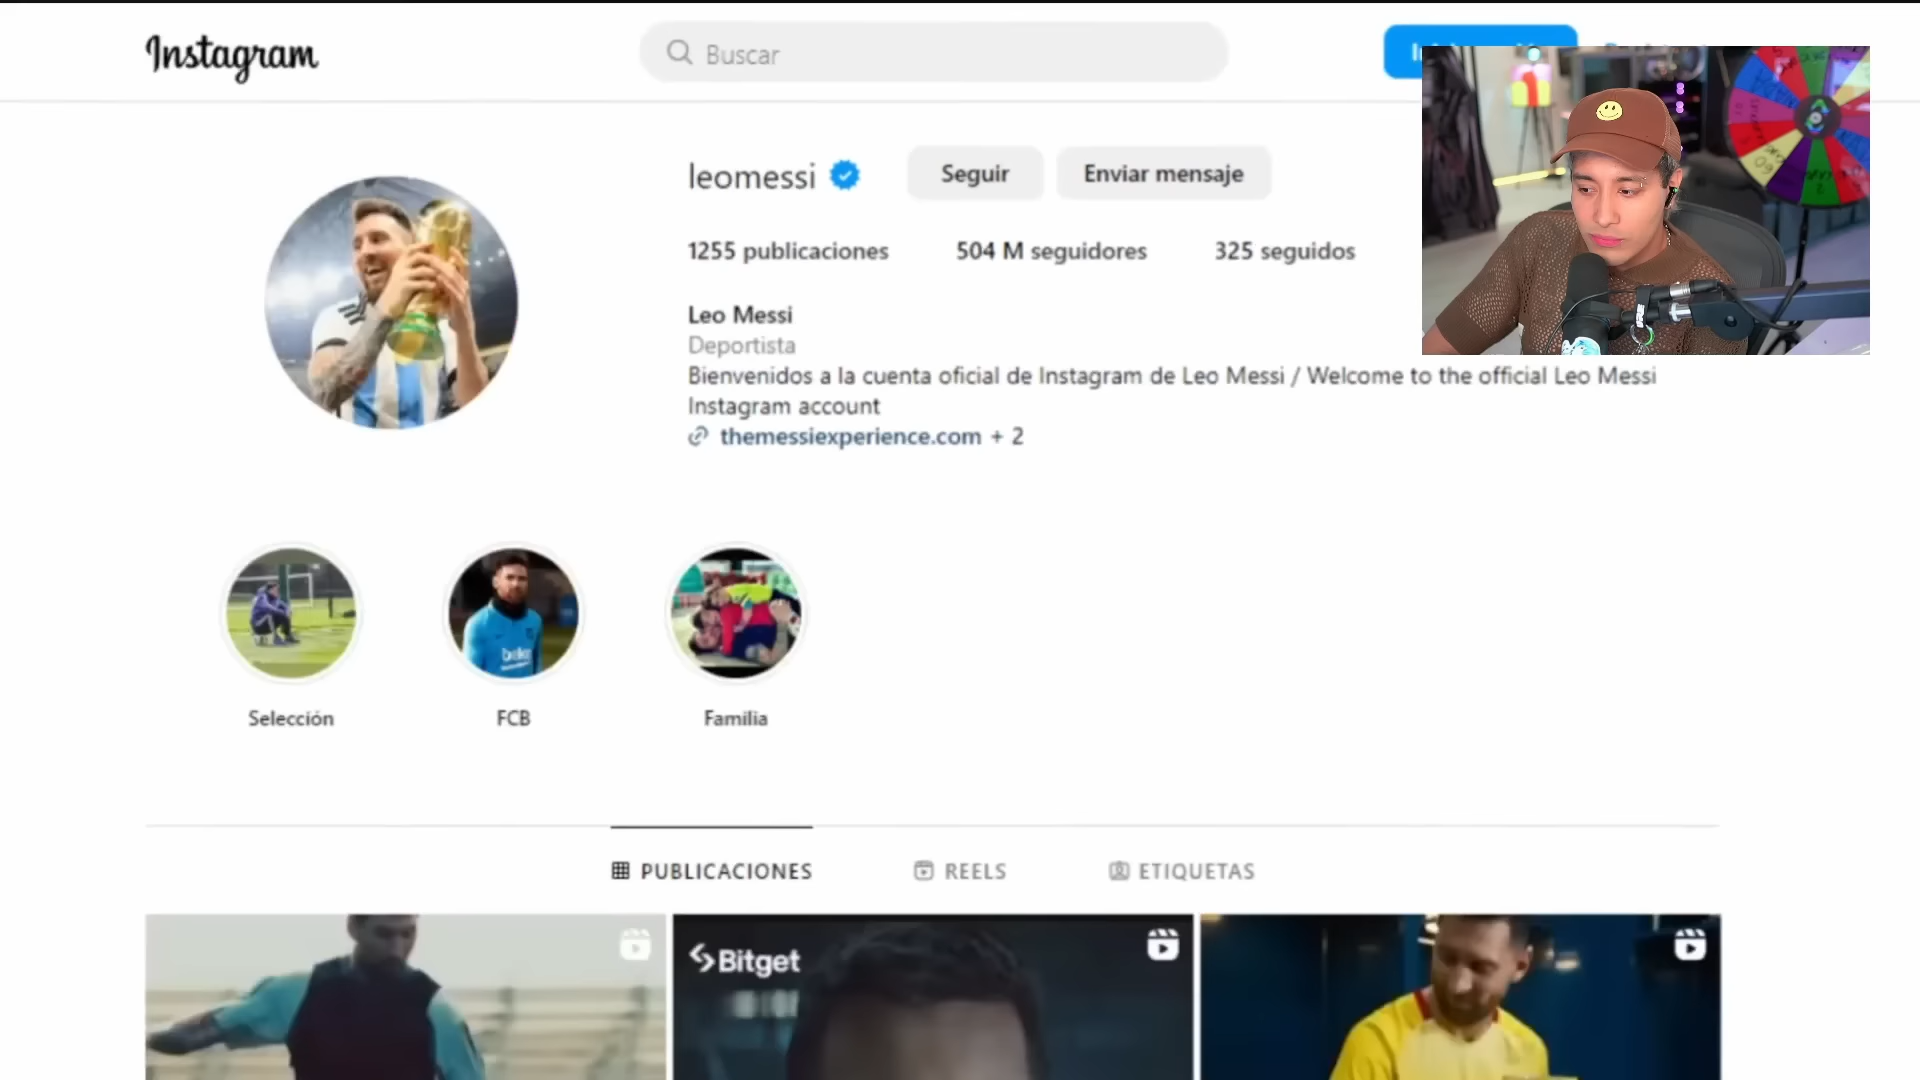 Instagram
Buscar
leomessi
Seguir
Enviar mensaje
1255 publicaciones
504 M seguidores
325 seguidos
Leo Messi
Deportista
Bienvenidos a la cuenta oficial de Instagram de Leo Messi / Welcome to the official Leo Messi
Instagram account
themessiexperience.com + 2
beko
Selección
FCB
Familia
PUBLICACIONES
REELS
ETIQUETAS
Bitget